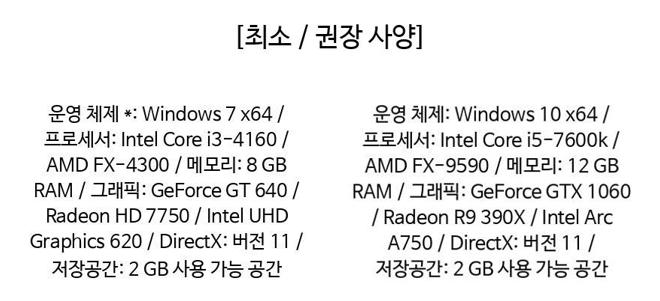 [최소 / 권장 사양]
운영 체제 *: Windows 7 x64 /
프로세서: Intel Core i3-4160 /
AMD FX-4300 / 메모리: 8 GB
RAM / 그래픽: GeForce GT 640 /
Radeon HD 7750 / Intel UHD
Graphics 620 / DirectX: 버전 11 /
저장공간: 2 GB 사용 가능 공간
운영 체제: Windows 10 x64 /
프로세서: Intel Core i5-7600k /
AMD FX-9590 / 메모리: 12 GB
RAM / 그래픽: GeForce GTX 1060
/ Radeon R9 390X / Intel Arc
A750 / DirectX: 버전 11 /
저장공간: 2 GB 사용 가능 공간